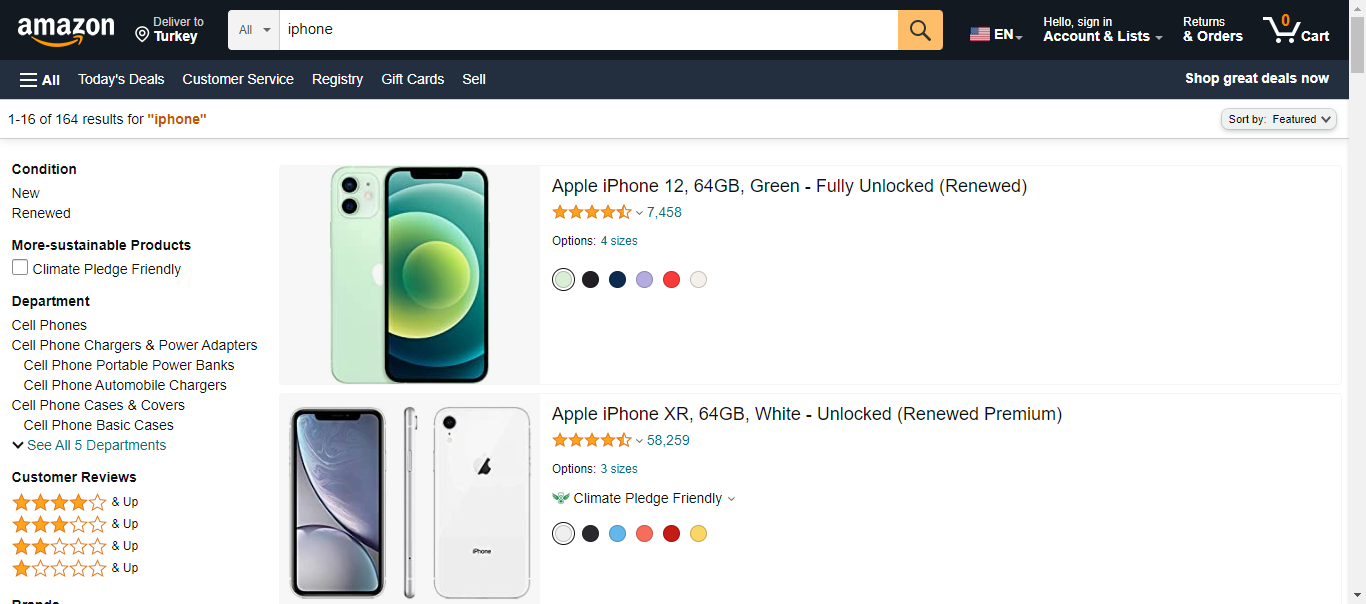 amazon
Deliver to
Turkey
All
iphone
EN
Hello, sign in
Account & Lists
Returns
& Orders
0
Cart
All
Today's Deals
Customer Service
Registry
Gift Cards
Sell
Shop great deals now
1-16 of 164 results for "iphone"
Sort by: Featured
Condition
New
Renewed
More-sustainable Products
Climate Pledge Friendly
Department
Cell Phones
Cell Phone Chargers & Power Adapters
Cell Phone Portable Power Banks
Cell Phone Automobile Chargers
Cell Phone Cases & Covers
Cell Phone Basic Cases
See All 5 Departments
Customer Reviews
& Up
& Up
& Up
& Up
Brands
Apple iPhone 12, 64GB, Green - Fully Unlocked (Renewed)
7,458
Options: 4 sizes
iPhone
Apple iPhone XR, 64GB, White - Unlocked (Renewed Premium)
58,259
Options: 3 sizes
Climate Pledge Friendly